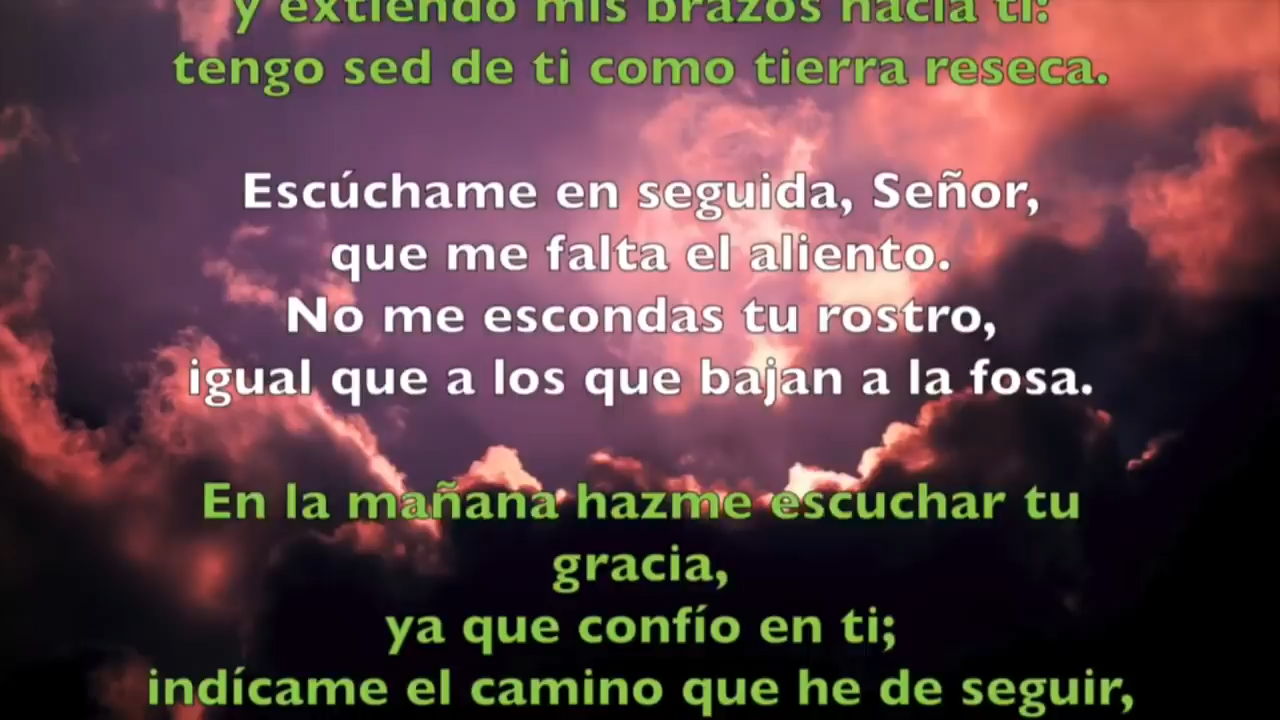 y extiendo mis brazos hacia ti:
tengo sed de ti como tierra reseca.
Escúchame en seguida, Señor,
que me falta el aliento.
No me escondas tu rostro,
igual que a los que bajan a la fosa.
En la mañana hazme escuchar tu
gracia,
ya que confío en ti;
indícame el camino que he de seguir,